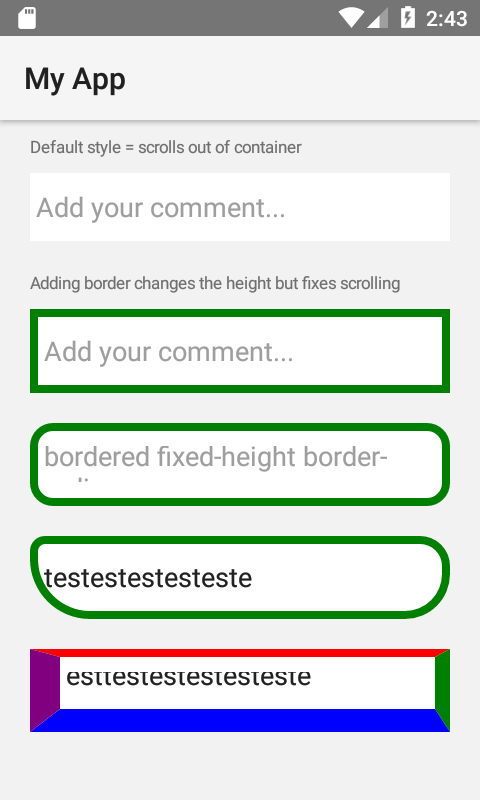 2:43
My App
Default style = scrolls out of container
Add your comment...
Adding border changes the height but fixes scrolling
Add your comment...
bordered fixed-height border-
testestestesteste
esttestestestesteste